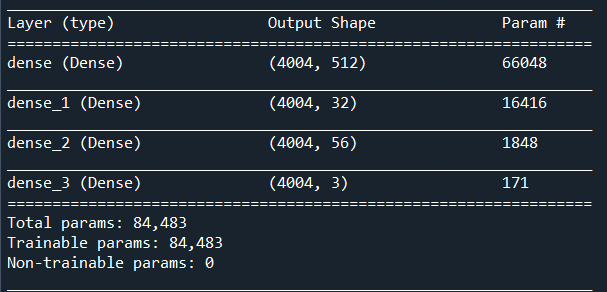 Layer (type) Output Shape Param #
dense (Dense) (4004, 512) 66048
dense_1 (Dense) (4004, 32) 16416
dense_2 (Dense) (4004, 56) 1848
dense_3 (Dense) (4004, 3) 171
Total params: 84,483
Trainable params: 84,483
Non-trainable params: 0